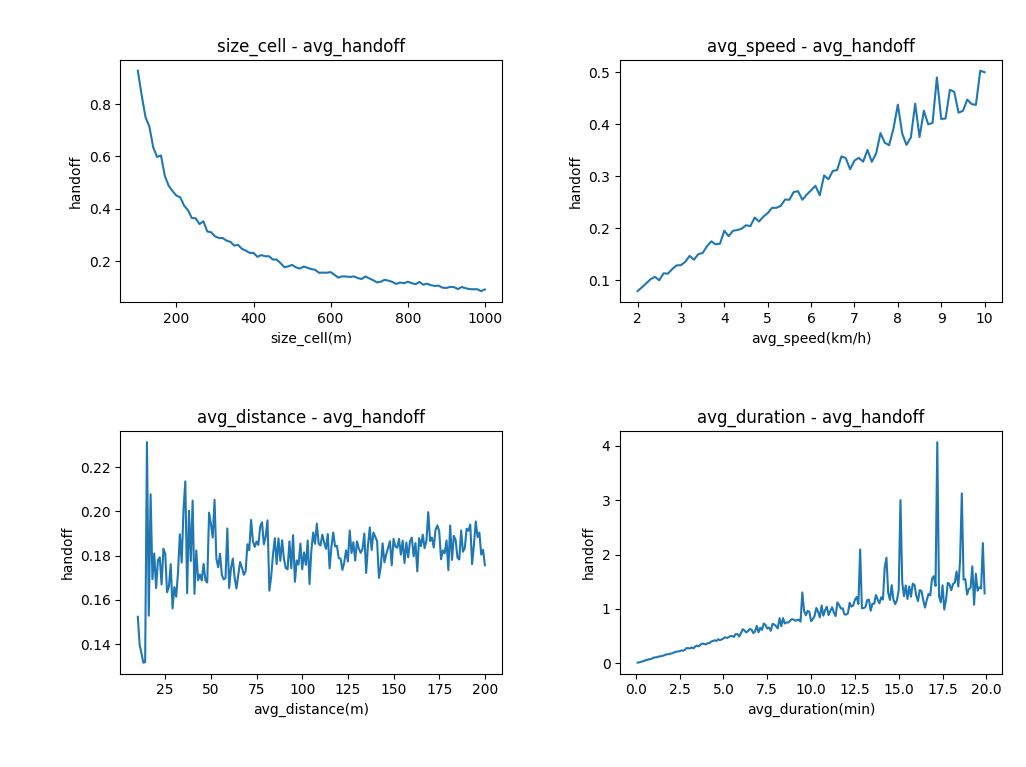 size_cell - avg_handoff
handoff
0.8
0.6
0.4
0.2
200 400 600 800 1000
size_cell(m)
avg_speed - avg_handoff
handoff
0.5
0.4
0.3
0.2
0.1
2 3 4 5 6 7 8 9 10
avg_speed(km/h)
avg_distance - avg_handoff
handoff
0.22
0.20
0.18
0.16
0.14
25 50 75 100 125 150 175 200
avg_distance(m)
avg_duration - avg_handoff
handoff
4
3
2
1
0
0.0 2.5 5.0 7.5 10.0 12.5 15.0 17.5 20.0
avg_duration(min)